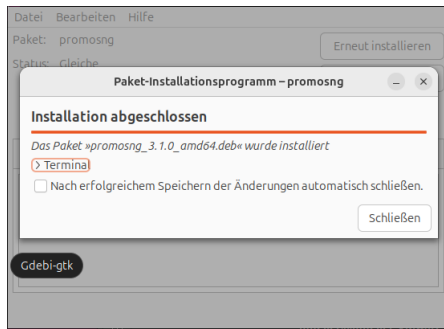 Datei Bearbeiten Hilfe
Paket: promosng
Erneut installieren
Status: Gleiche
Paket-Installationsprogramm – promosng
Installation abgeschlossen
Das Paket »promosng_3.1.0_amd64.deb« wurde installiert
> Terminal
Nach erfolgreichem Speichern der Änderungen automatisch schließen.
Schließen
Gdebi-gtk